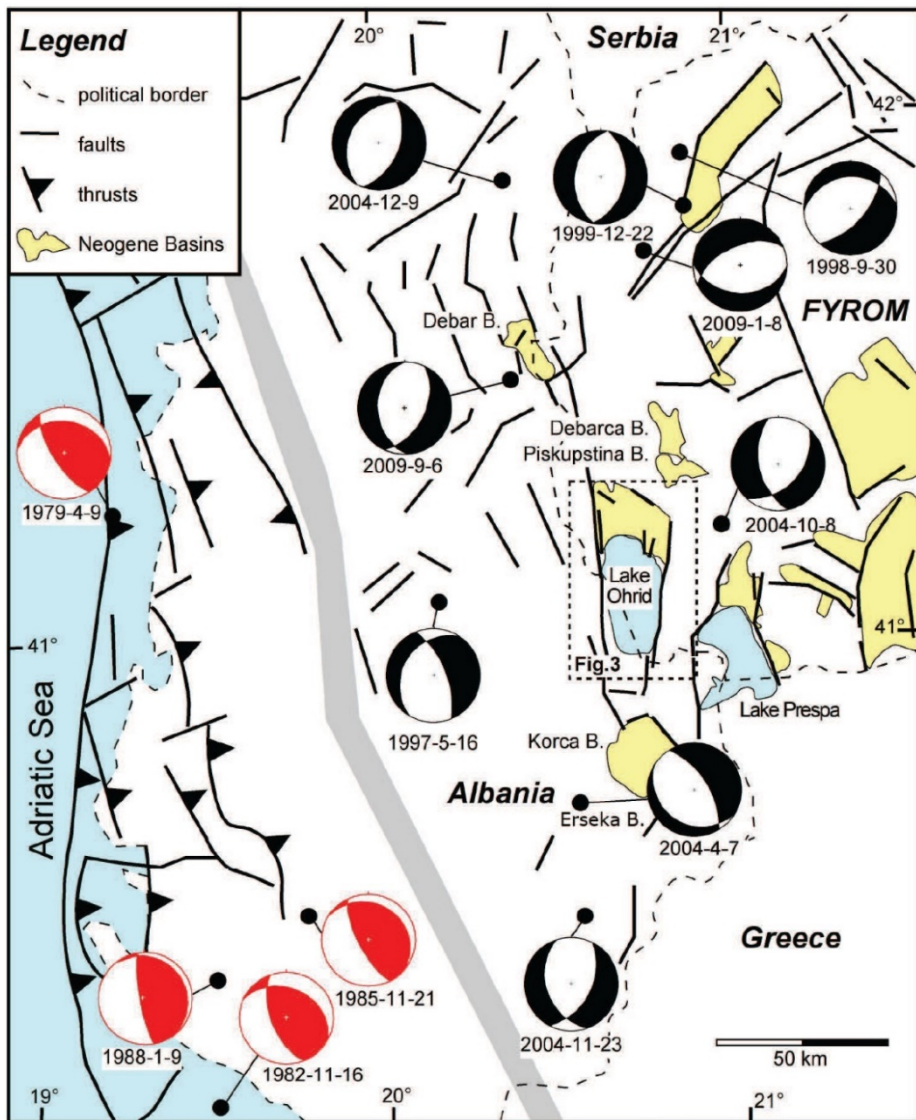 Legend
political border
faults
thrusts
Neogene Basins
20°
Serbia
21°
42°
2004-12-9
1999-12-22
1998-9-30
2009-1-8
FYROM
Debar B.
2009-9-6
Debarca B.
Piskupstina B.
2004-10-8
1979-4-9
Lake
Ohrid
41°
41°
Fig.3
Lake Prespa
1997-5-16
Korca B.
Albania
Erseka B.
2004-4-7
Adriatic Sea
Greece
1985-11-21
1988-1-9
1982-11-16
2004-11-23
50 km
19°
20°
21°